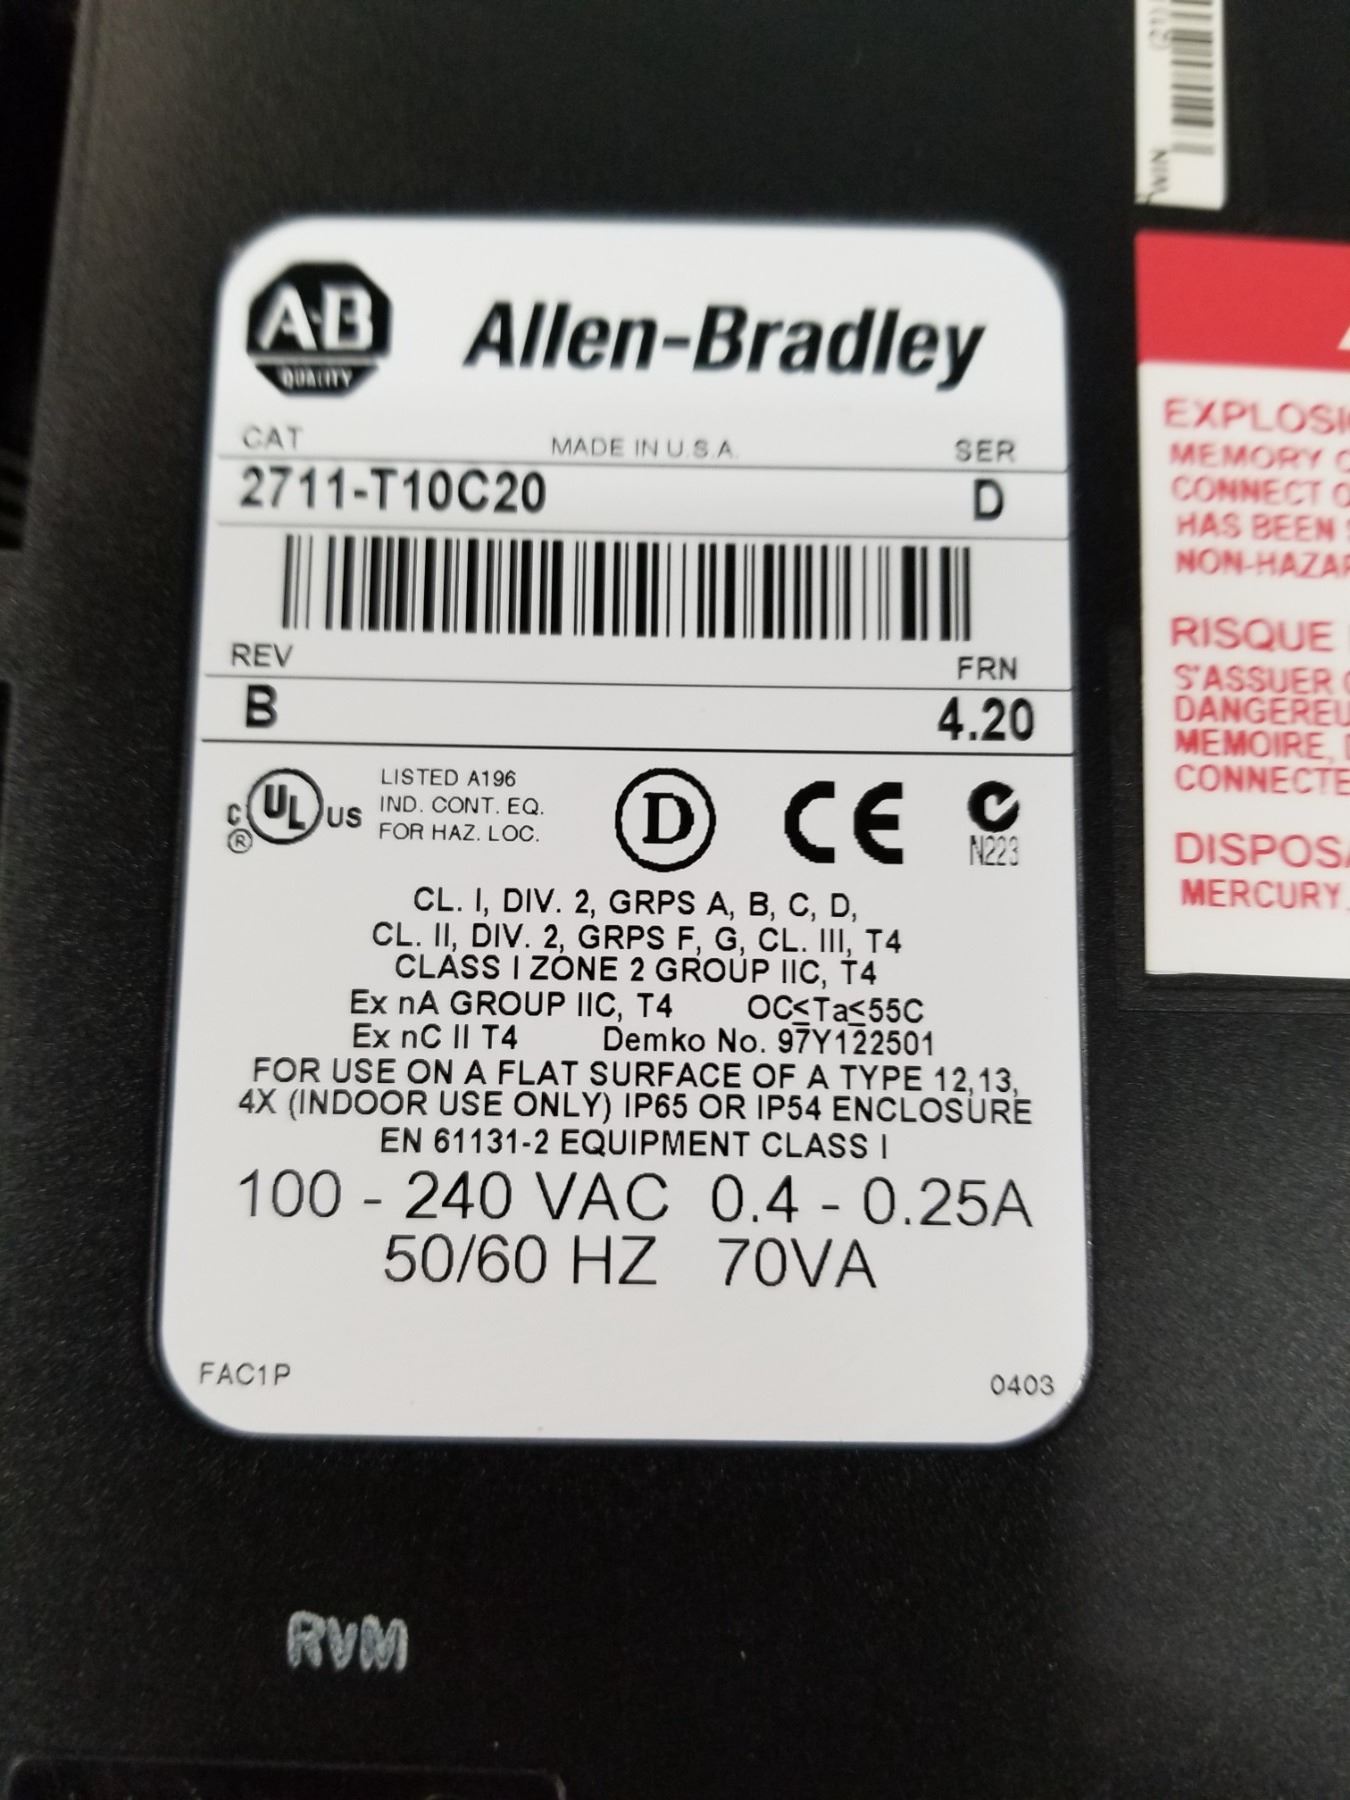 (21)
WIN
A·B
QUALITY
Allen-Bradley
CAT
MADE IN U.S.A.
SER
2711-T10C20
D
REV
FRN
B
4.20
C UL US
®
LISTED A196
IND. CONT. EQ.
FOR HAZ. LOC.
D
CE
N223
CL. I, DIV. 2, GRPS A, B, C, D,
CL. II, DIV. 2, GRPS F, G, CL. III, T4
CLASS I ZONE 2 GROUP IIC, T4
Ex nA GROUP IIC, T4 OC≤Ta≤55C
Ex nC II T4 Demko No. 97Y122501
FOR USE ON A FLAT SURFACE OF A TYPE 12,13,
4X (INDOOR USE ONLY) IP65 OR IP54 ENCLOSURE
EN 61131-2 EQUIPMENT CLASS I
100 - 240 VAC 0.4 - 0.25A
50/60 HZ 70VA
FAC1P
0403
EXPLOSI
MEMORY C
CONNECT O
HAS BEEN
NON-HAZAR
RISQUE
S'ASSUER
DANGEREU
MEMOIRE,
CONNECTE
DISPOSA
MERCURY.
RVM